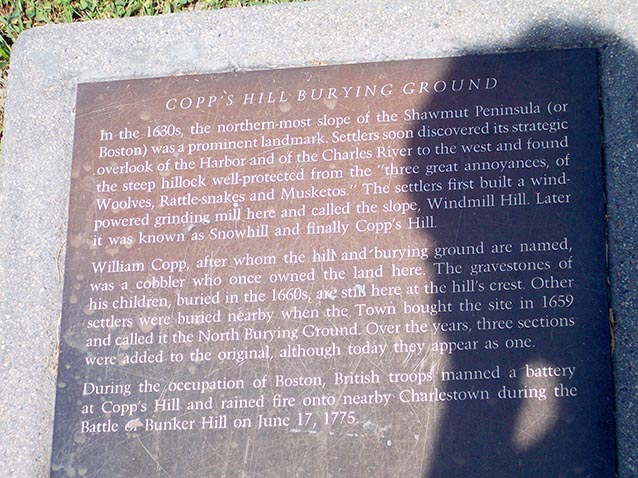 COPP'S HILL BURYING GROUND
In the 1630s, the northern-most slope of the Shawmut Peninsula (or
Boston) was a prominent landmark. Settlers soon discovered its strategic
overlook of the Harbor and of the Charles River to the west and found
the steep hillock well-protected from the "three great annoyances, of
Woolves, Rattle-snakes and Musketos." The settlers first built a wind-
powered grinding mill here and called the slope, Windmill Hill. Later
it was known as Snowhill and finally Copp's Hill.
William Copp, after whom the hill and burying ground are named,
was a cobbler who once owned the land here. The gravestones of
his children, buried in the 1660s, are still here at the hill's crest. Other
settlers were buried nearby when the Town bought the site in 1659
and called it the North Burying Ground. Over the years, three sections
were added to the original, although today they appear as one.
During the occupation of Boston, British troops manned a battery
at Copp's Hill and rained fire onto nearby Charlestown during the
Battle of Bunker Hill on June 17, 1775.